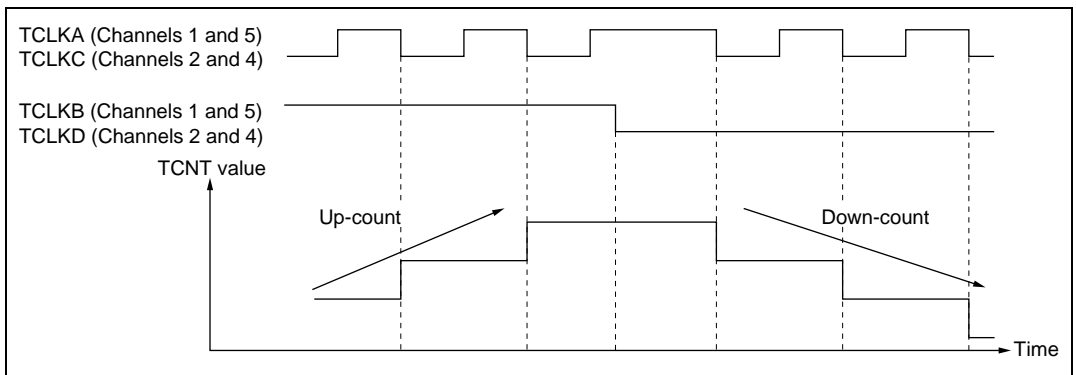 TCLKA (Channels 1 and 5)
TCLKC (Channels 2 and 4)
TCLKB (Channels 1 and 5)
TCLKD (Channels 2 and 4)
TCNT value
Up-count
Down-count
Time